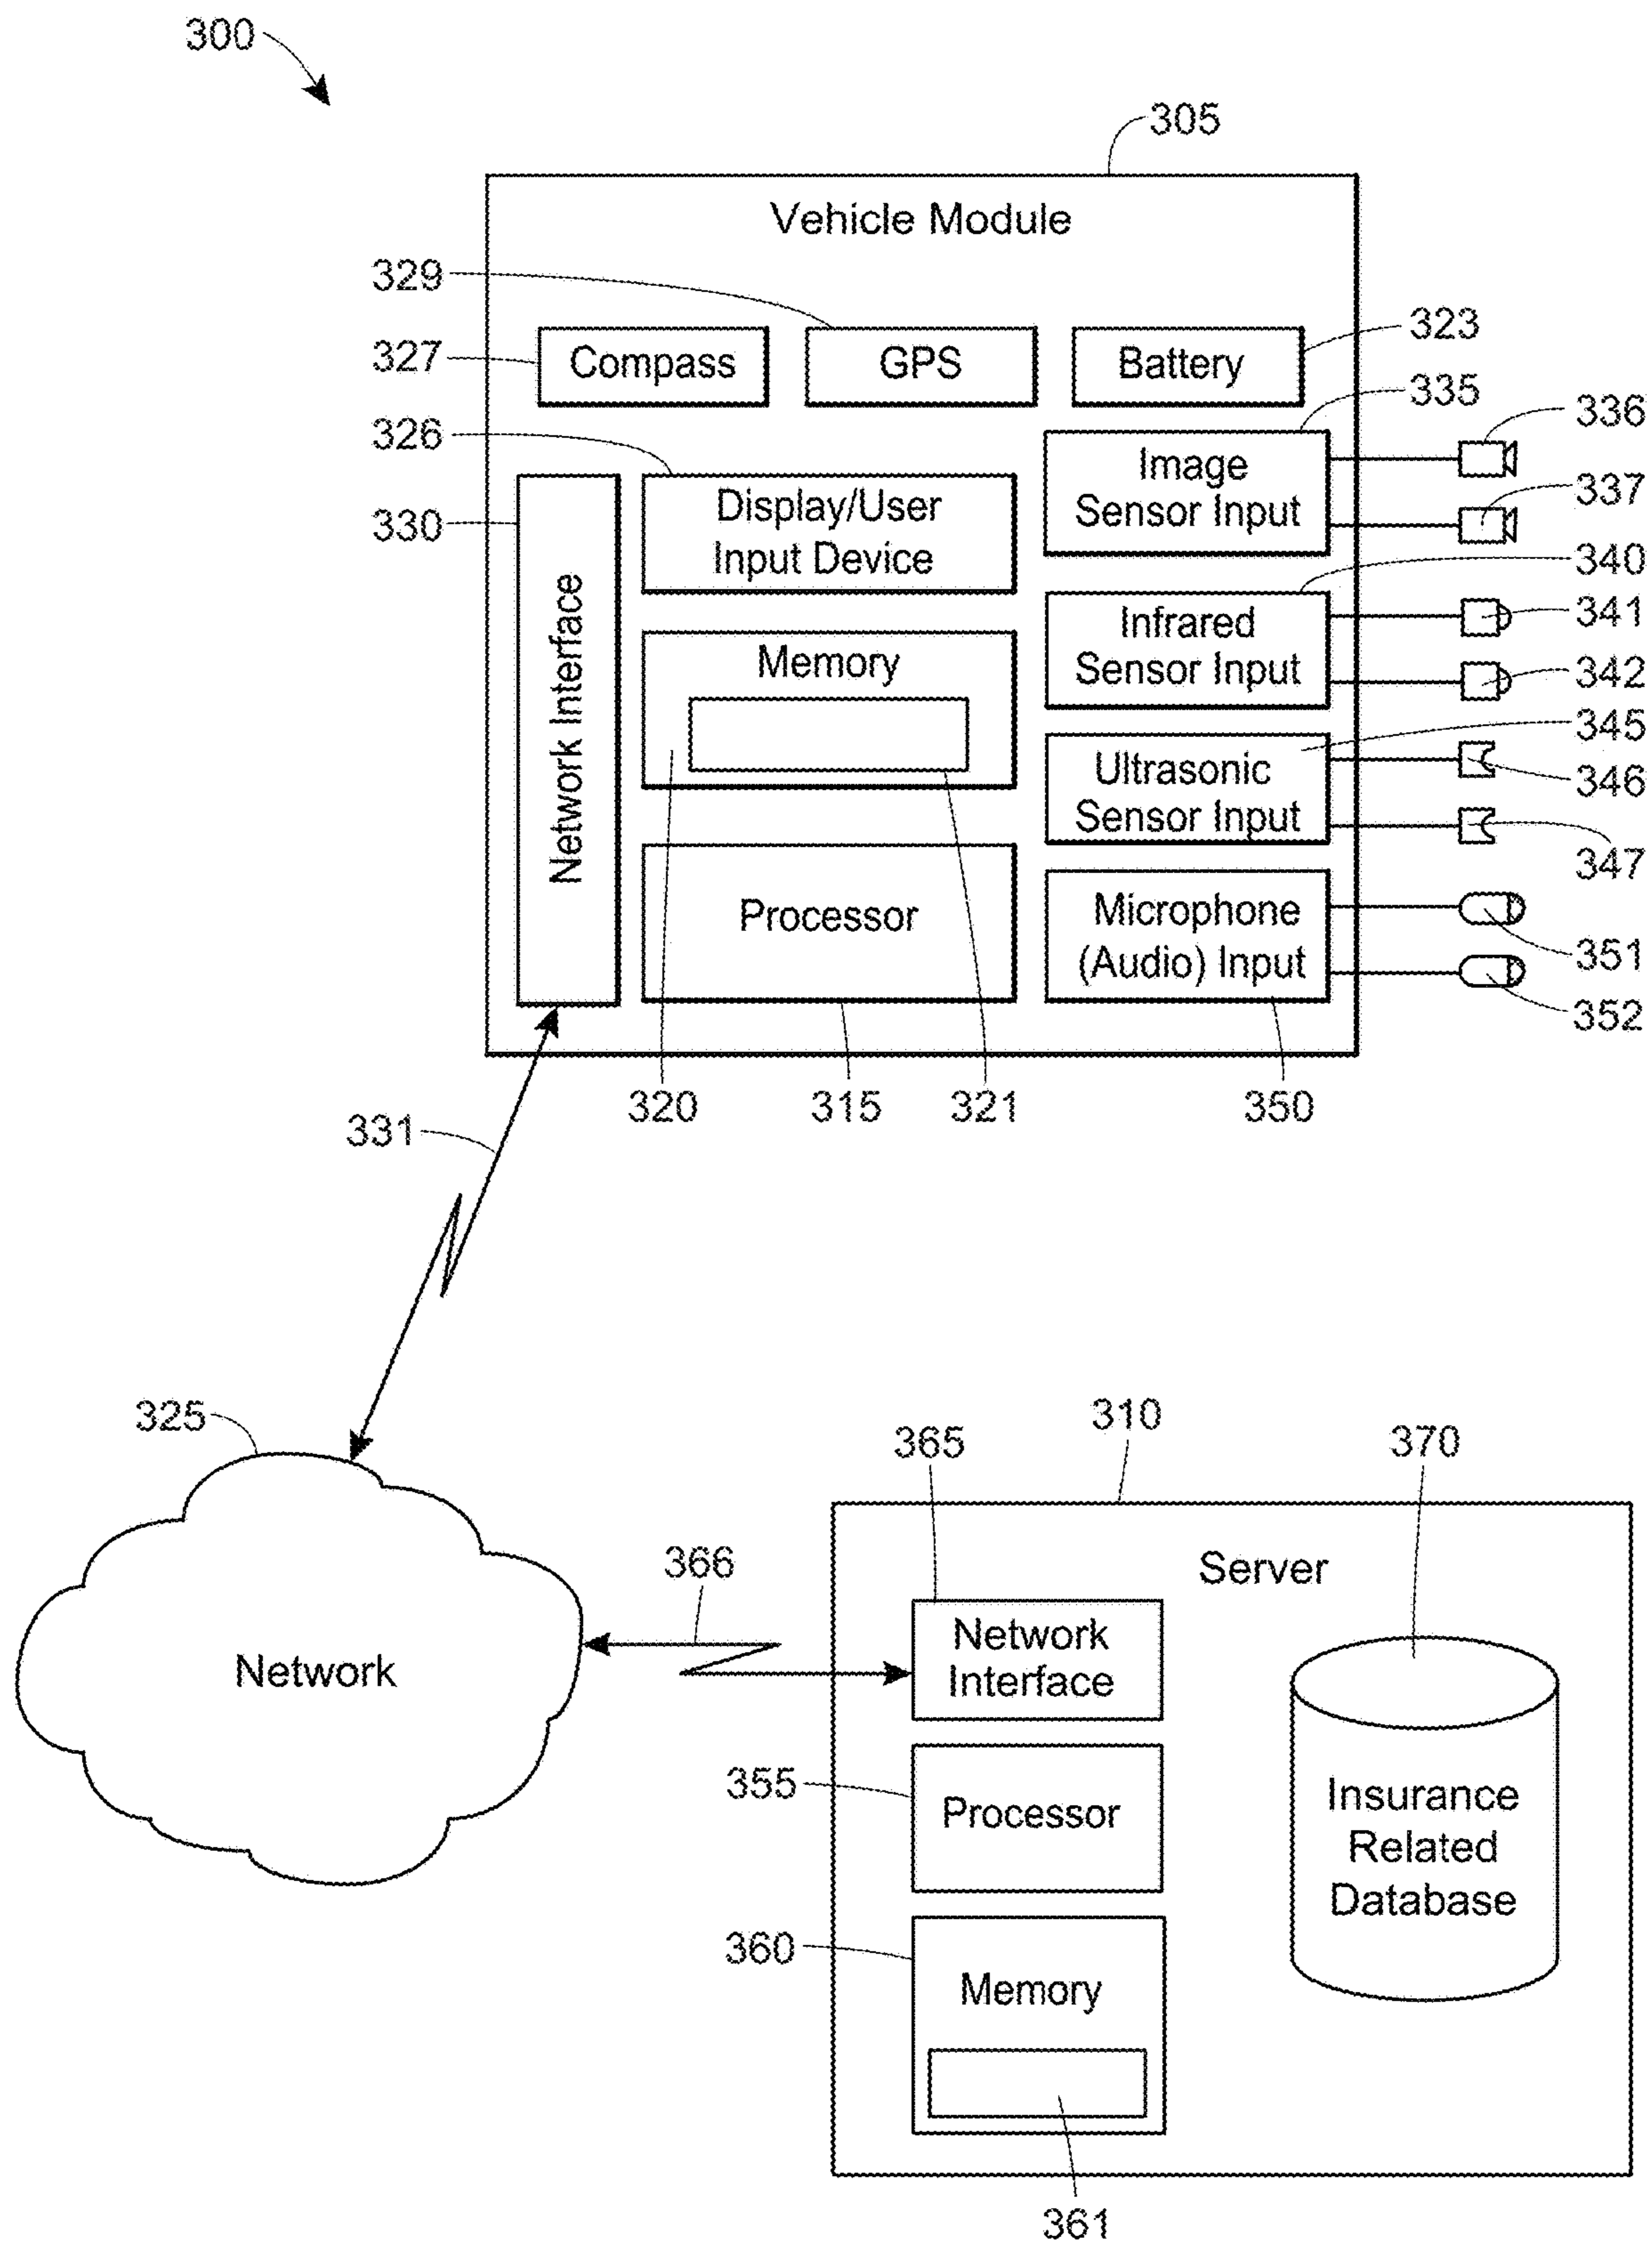 300
305
Vehicle Module
329
327
Compass
GPS
Battery
323
335
326
336
Image
Sensor Input
337
330
Display/User
Input Device
340
Network Interface
Infrared
Sensor Input
341
342
Memory
345
Ultrasonic
Sensor Input
346
347
Processor
Microphone
(Audio) Input
351
352
320
315
321
350
331
325
310
365
370
Server
366
Network
Interface
Network
355
Processor
Insurance
Related
Database
360
Memory
361